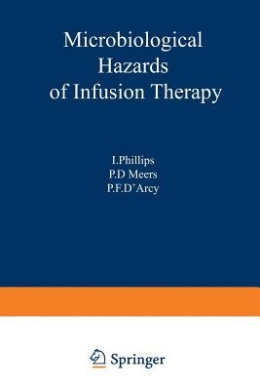 Microbiological
Hazards
of Infusion Therapy
I.Phillips
P.D Meers
P.F.D'Arcy
Springer